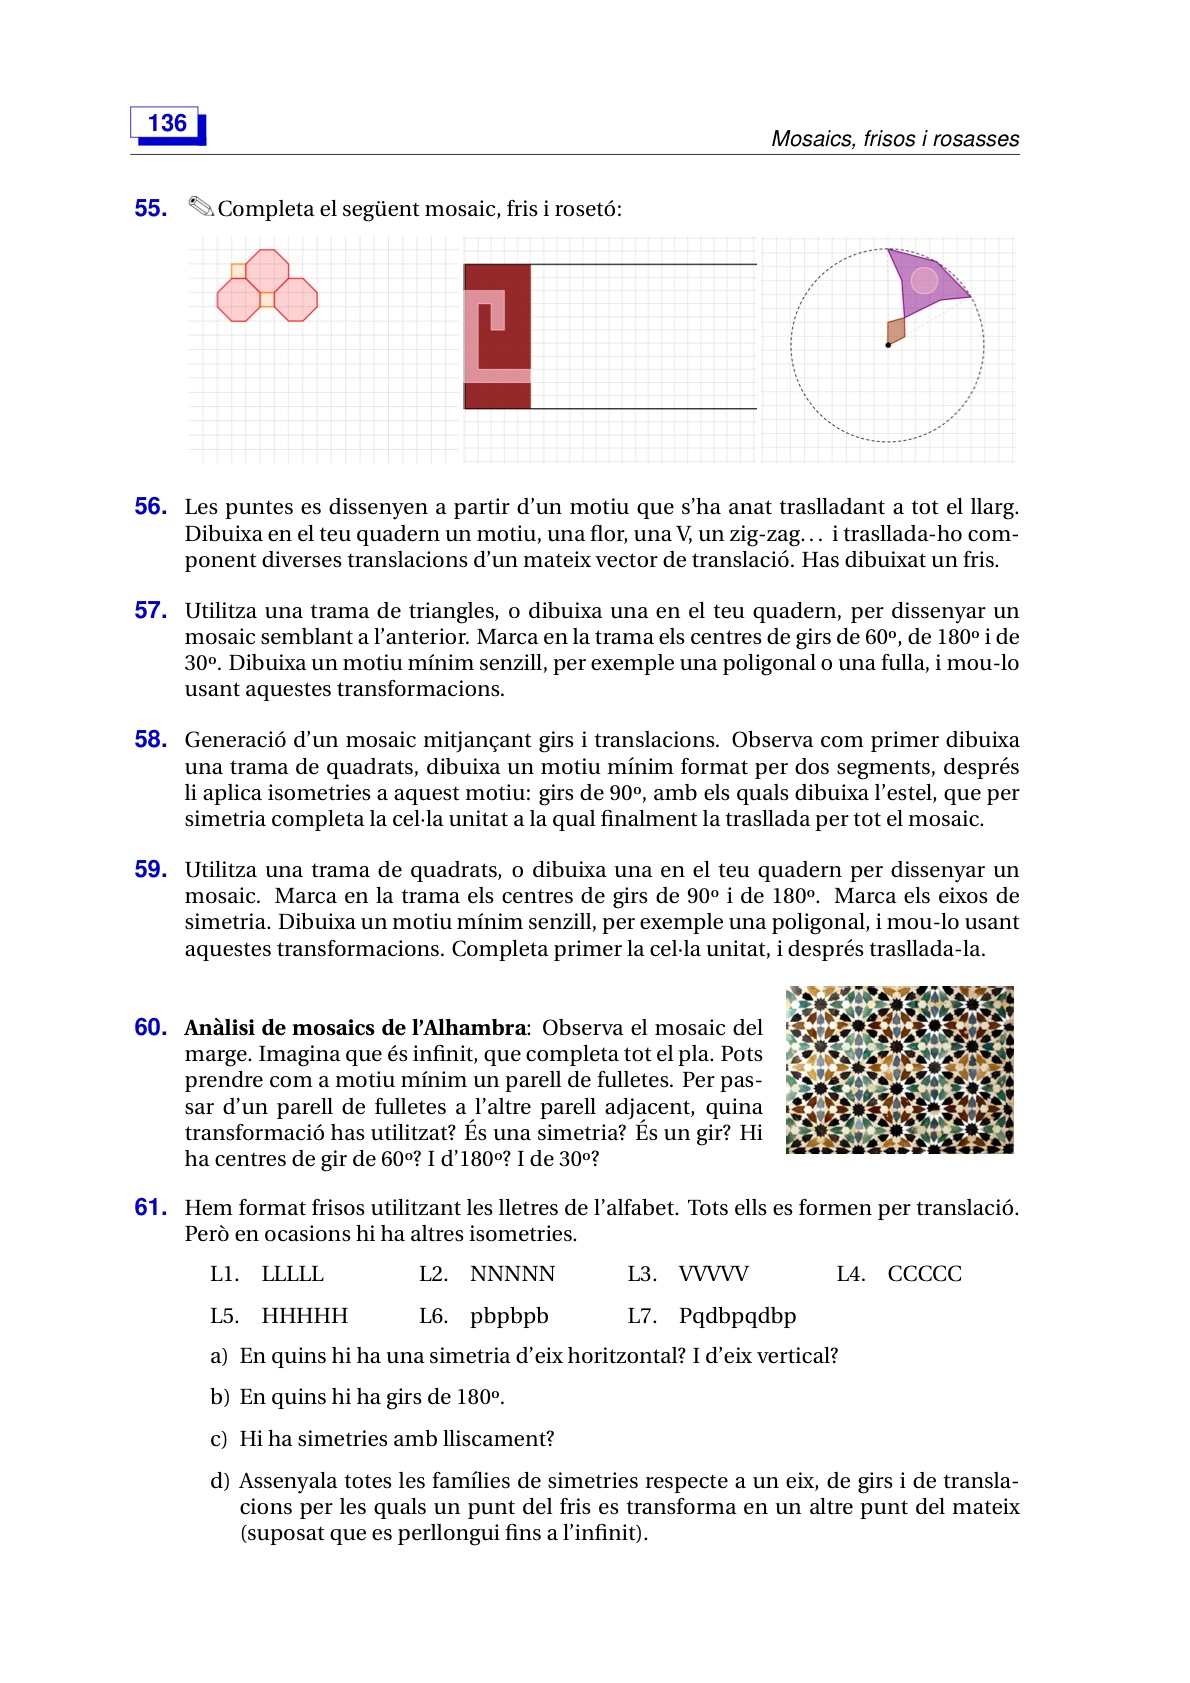 136
Mosaics, frisos i rosasses
55. Completa el següent mosaic, fris i rosetó:
56. Les puntes es dissenyen a partir d’un motiu que s’ha anat traslladant a tot el llarg.
Dibuixa en el teu quadern un motiu, una flor, una V, un zig-zag... i trasllada-ho com-
ponent diverses translacions d’un mateix vector de translació. Has dibuixat un fris.
57. Utilitza una trama de triangles, o dibuixa una en el teu quadern, per dissenyar un
mosaic semblant a l’anterior. Marca en la trama els centres de girs de 60º, de 180º i de
30º. Dibuixa un motiu mínim senzill, per exemple una poligonal o una fulla, i mou-lo
usant aquestes transformacions.
58. Generació d’un mosaic mitjançant girs i translacions. Observa com primer dibuixa
una trama de quadrats, dibuixa un motiu mínim format per dos segments, després
li aplica isometries a aquest motiu: girs de 90º, amb els quals dibuixa l’estel, que per
simetria completa la cel·la unitat a la qual finalment la trasllada per tot el mosaic.
59. Utilitza una trama de quadrats, o dibuixa una en el teu quadern per dissenyar un
mosaic. Marca en la trama els centres de girs de 90º i de 180º. Marca els eixos de
simetria. Dibuixa un motiu mínim senzill, per exemple una poligonal, i mou-lo usant
aquestes transformacions. Completa primer la cel·la unitat, i després trasllada-la.
60. Anàlisi de mosaics de l’Alhambra: Observa el mosaic del
marge. Imagina que és infinit, que completa tot el pla. Pots
prendre com a motiu mínim un parell de fulletes. Per pas-
sar d’un parell de fulletes a l’altre parell adjacent, quina
transformació has utilitzat? És una simetria? És un gir? Hi
ha centres de gir de 60º? I d’180º? I de 30º?
61. Hem format frisos utilitzant les lletres de l’alfabet. Tots ells es formen per translació.
Però en ocasions hi ha altres isometries.
L1. LLLLL L2. NNNNN L3. VVVVV L4. CCCCC
L5. HHHHH L6. pbpbpb L7. Pqdbpqdbp
a) En quins hi ha una simetria d’eix horitzontal? I d’eix vertical?
b) En quins hi ha girs de 180º.
c) Hi ha simetries amb lliscament?
d) Assenyala totes les famílies de simetries respecte a un eix, de girs i de transla-
cions per les quals un punt del fris es transforma en un altre punt del mateix
(suposat que es perllongui fins a l’infinit).